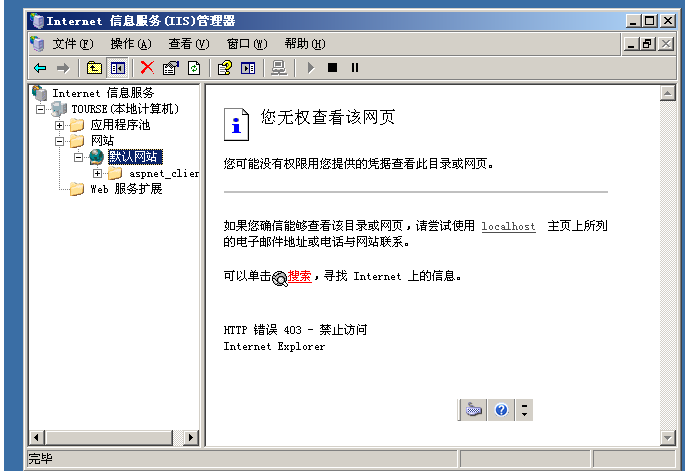 Internet 信息服务(IIS)管理器
文件(F) 操作(A) 查看(V) 窗口(W) 帮助(H)
Internet 信息服务
TOURSE(本地计算机)
应用程序池
网站
默认网站
aspnet_clier
Web 服务扩展
您无权查看该网页
您可能没有权限用您提供的凭据查看此目录或网页。
如果您确信能够查看该目录或网页，请尝试使用 localhost 主页上所列
的电子邮件地址或电话与网站联系。
可以单击搜索，寻找 Internet 上的信息。
HTTP 错误 403 - 禁止访问
Internet Explorer
完毕